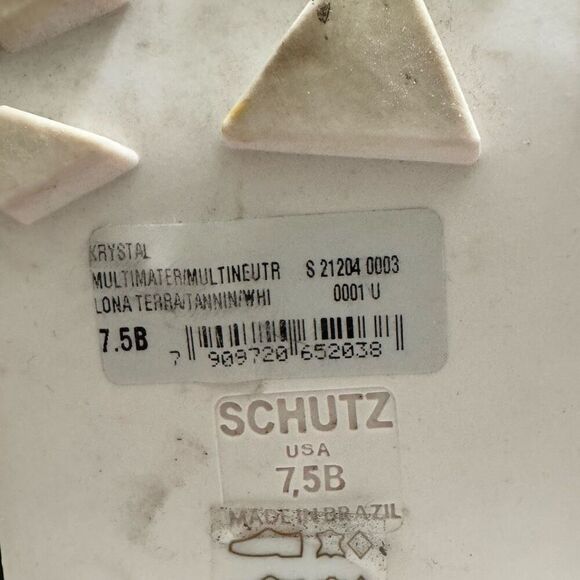 KRYSTAL
MULTIMATER/MULTINEUTR S 21204 0003
LONA TERRA/TANNIN/WHI 0001 U
7.5B
7 909720 652038
SCHUTZ
USA
7,5B
MADE IN BRAZIL